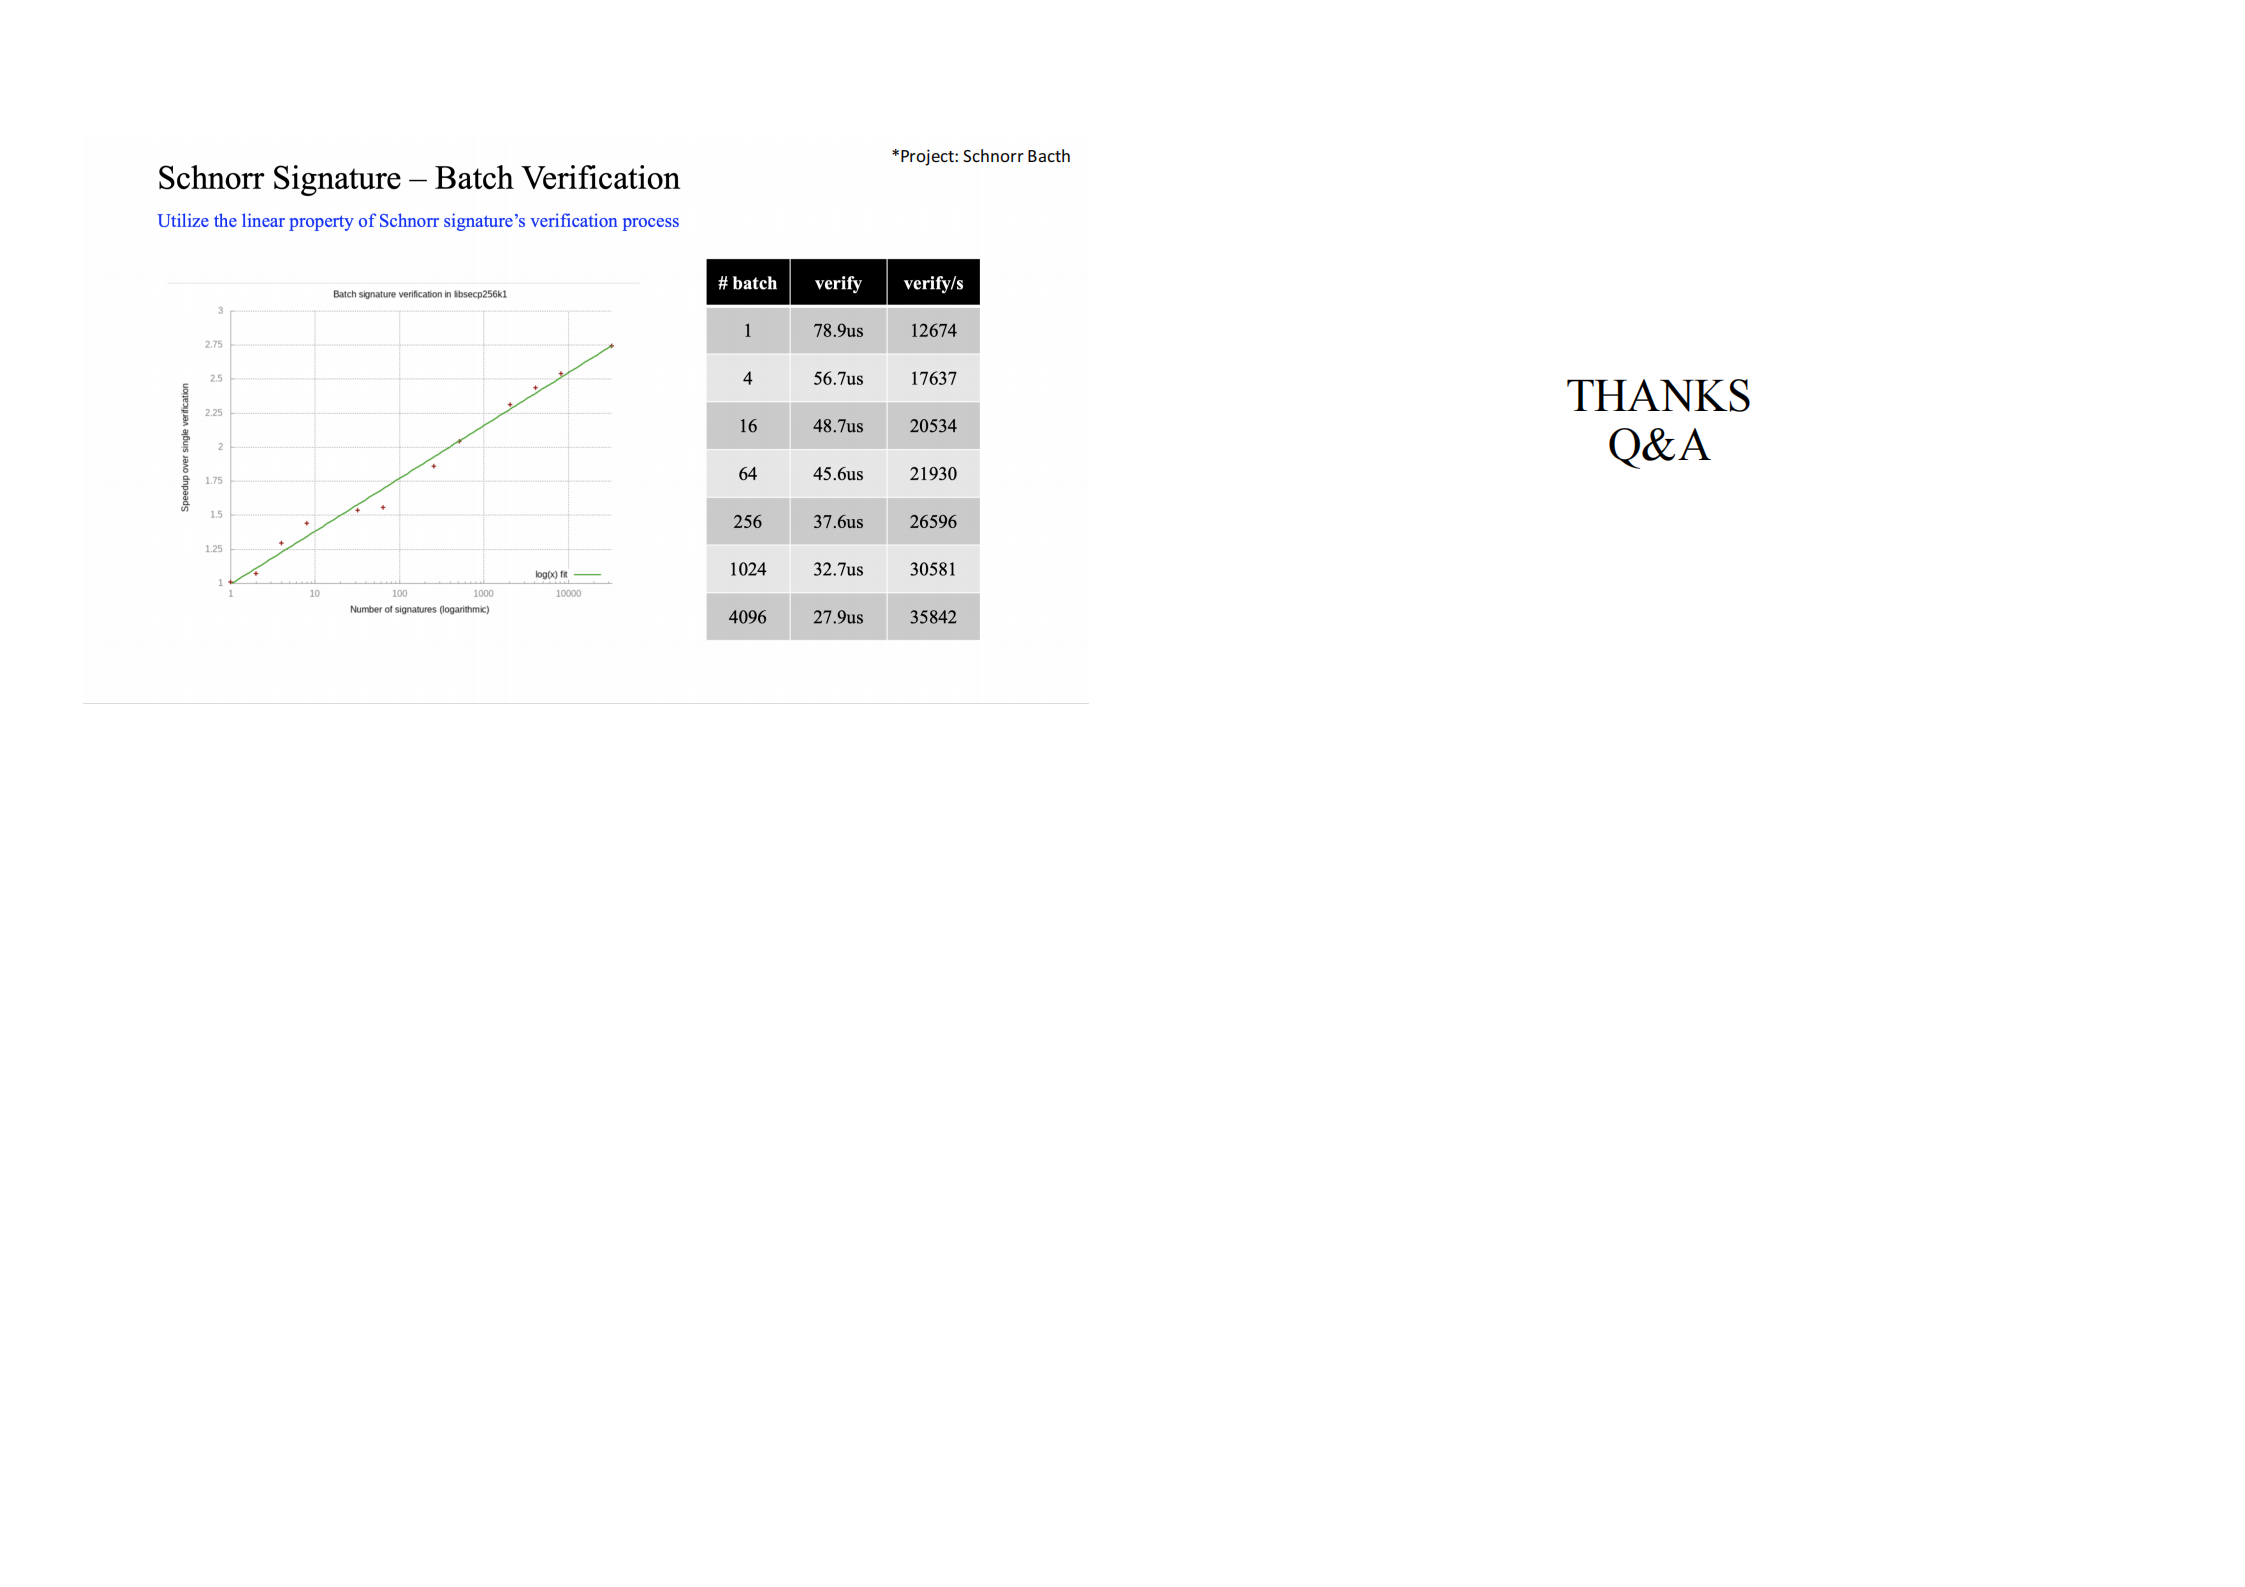 *Project: Schnorr Bacth
Schnorr Signature – Batch Verification
Utilize the linear property of Schnorr signature's verification process
Batch signature verification in libsecp256k1
Speedup over single verification
3
2.75
2.5
2.25
2
1.75
1.5
1.25
1
1 10 100 1000 10000
log(x) fit
Number of signatures (logarithmic)
# batch verify verify/s
1 78.9us 12674
4 56.7us 17637
16 48.7us 20534
64 45.6us 21930
256 37.6us 26596
1024 32.7us 30581
4096 27.9us 35842
THANKS
Q&A